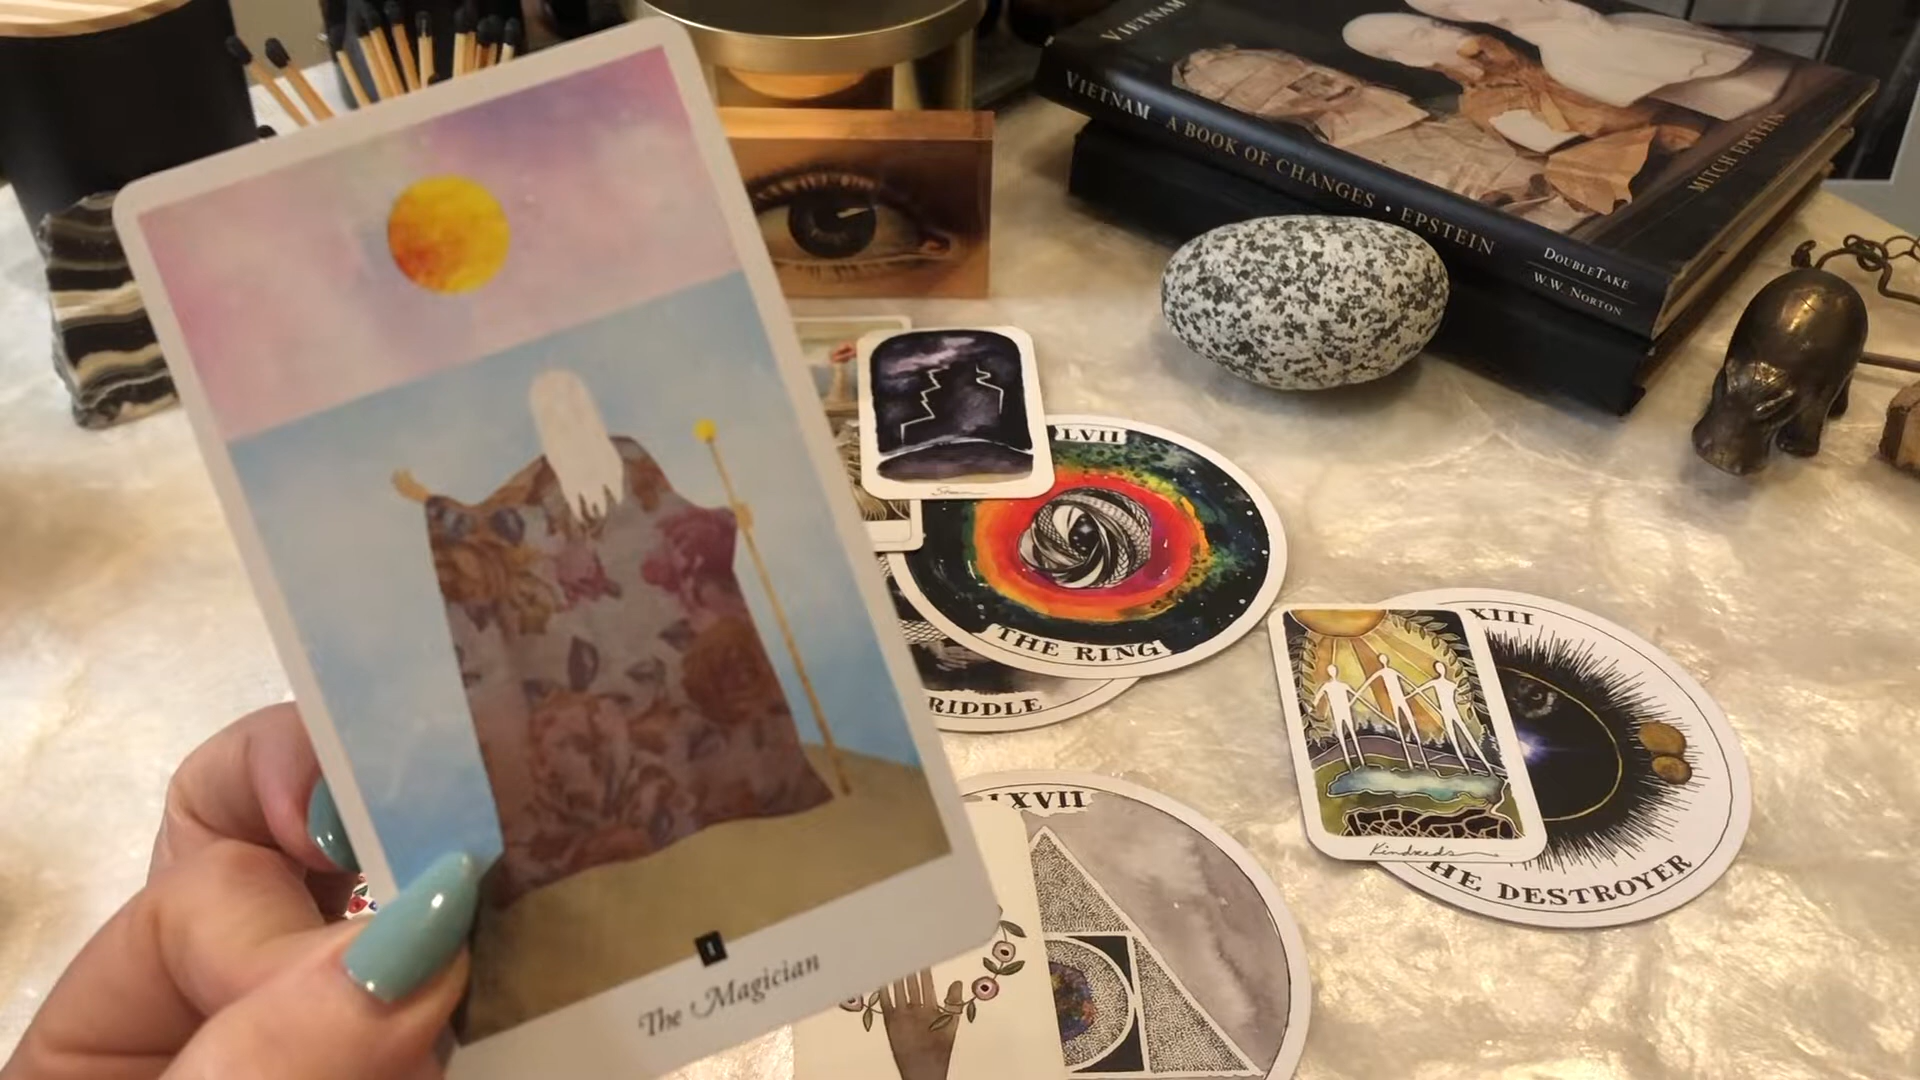 VIETNAM
VIETNAM A BOOK OF CHANGES • EPSTEIN
MITCH EPSTEIN
DOUBLETAKE
W.W. NORTON
LVII
THE RING
RIDDLE
XIII
HE DESTROYER
Kindreds
LXVII
I
The Magician